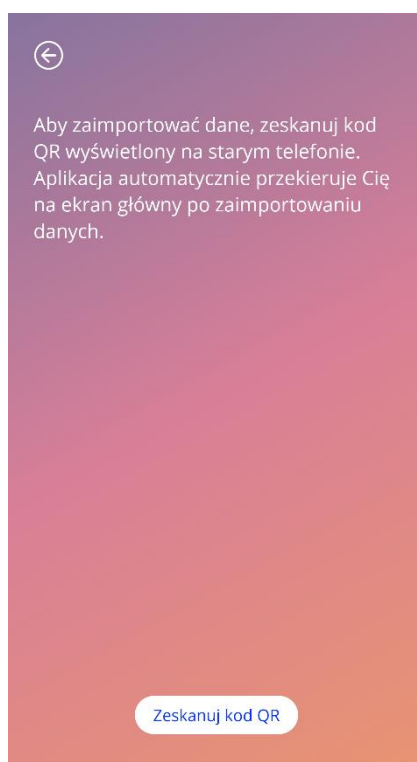 Aby zaimportować dane, zeskanuj kod
QR wyświetlony na starym telefonie.
Aplikacja automatycznie przekieruje Cię
na ekran główny po zaimportowaniu
danych.
Zeskanuj kod QR